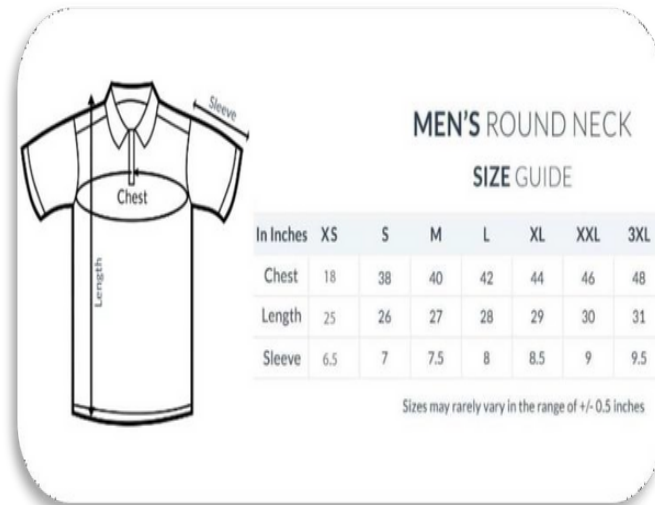 Sleeve
Chest
Length
MEN'S ROUND NECK
SIZE GUIDE
In Inches XS S M L XL XXL 3XL
Chest 18 38 40 42 44 46 48
Length 25 26 27 28 29 30 31
Sleeve 6.5 7 7.5 8 8.5 9 9.5
Sizes may rarely vary in the range of +/- 0.5 inches